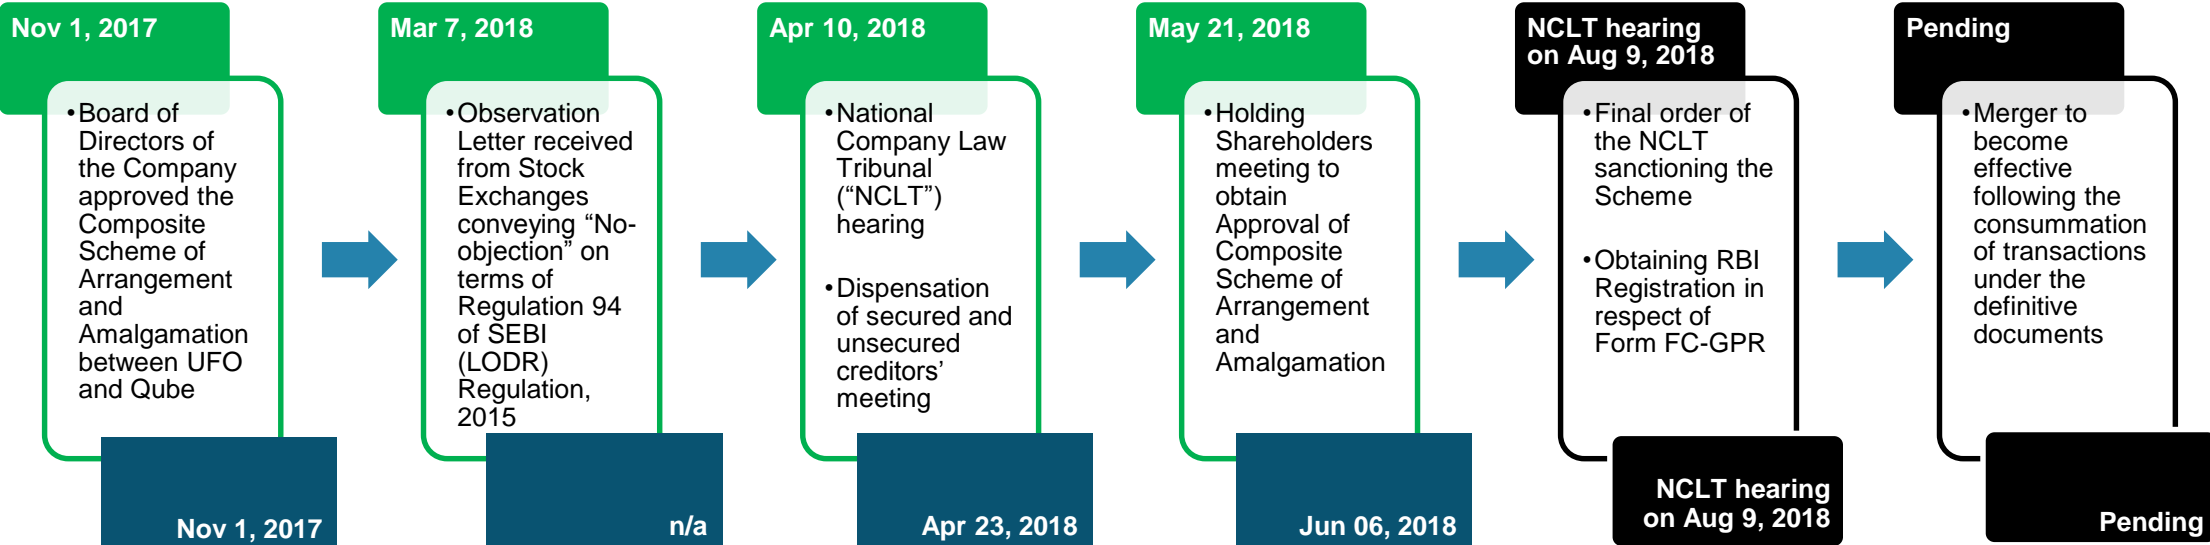 Nov 1, 2017
•Board of
Directors of
the Company
approved the
Composite
Scheme of
Arrangement
and
Amalgamation
between UFO
and Qube
Nov 1, 2017
Mar 7, 2018
•Observation
Letter received
from Stock
Exchanges
conveying “No-
objection” on
terms of
Regulation 94
of SEBI
(LODR)
Regulation,
2015
n/a
Apr 10, 2018
•National
Company Law
Tribunal
(“NCLT”)
hearing
•Dispensation
of secured and
unsecured
creditors’
meeting
Apr 23, 2018
May 21, 2018
•Holding
Shareholders
meeting to
obtain
Approval of
Composite
Scheme of
Arrangement
and
Amalgamation
Jun 06, 2018
NCLT hearing
on Aug 9, 2018
•Final order of
the NCLT
sanctioning the
Scheme
•Obtaining RBI
Registration in
respect of
Form FC-GPR
NCLT hearing
on Aug 9, 2018
Pending
•Merger to
become
effective
following the
consummation
of transactions
under the
definitive
documents
Pending